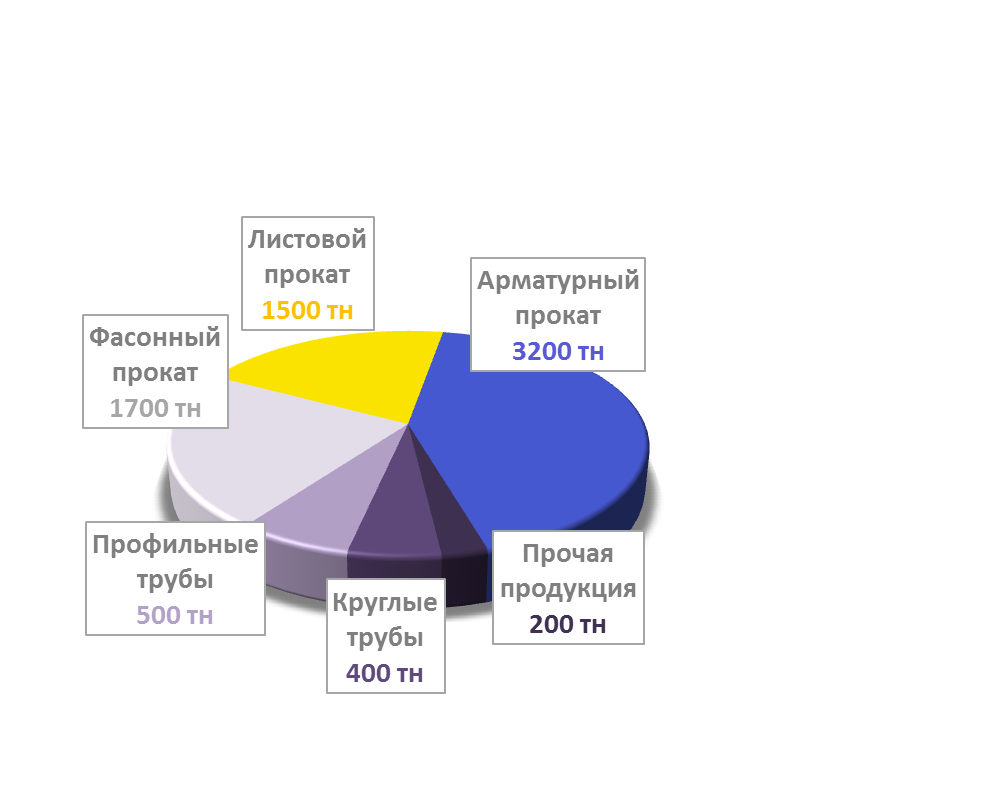 Листовой
прокат
1500 тн
Арматурный
прокат
3200 тн
Фасонный
прокат
1700 тн
Профильные
трубы
500 тн
Круглые
трубы
400 тн
Прочая
продукция
200 тн